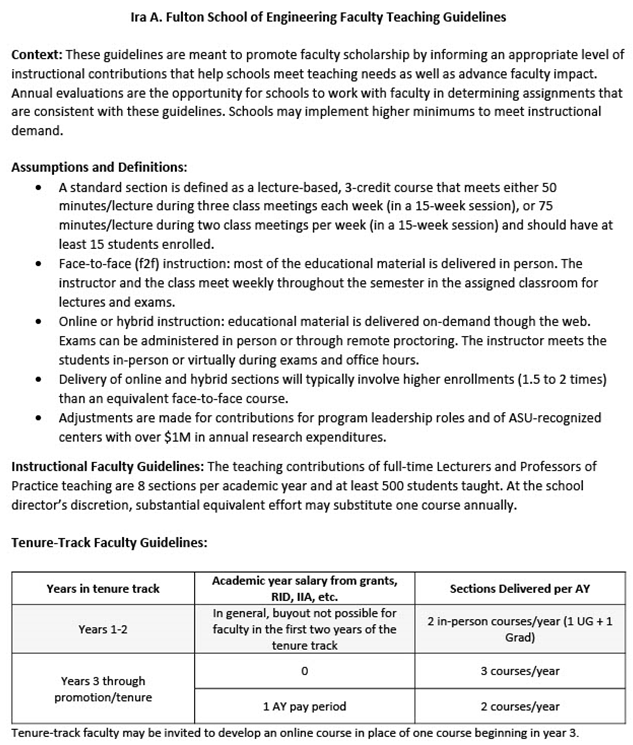 Ira A. Fulton School of Engineering Faculty Teaching Guidelines
Context: These guidelines are meant to promote faculty scholarship by informing an appropriate level of
instructional contributions that help schools meet teaching needs as well as advance faculty impact.
Annual evaluations are the opportunity for schools to work with faculty in determining assignments that
are consistent with these guidelines. Schools may implement higher minimums to meet instructional
demand.
Assumptions and Definitions:
• A standard section is defined as a lecture-based, 3-credit course that meets either 50
minutes/lecture during three class meetings each week (in a 15-week session), or 75
minutes/lecture during two class meetings per week (in a 15-week session) and should have at
least 15 students enrolled.
• Face-to-face (f2f) instruction: most of the educational material is delivered in person. The
instructor and the class meet weekly throughout the semester in the assigned classroom for
lectures and exams.
• Online or hybrid instruction: educational material is delivered on-demand though the web.
Exams can be administered in person or through remote proctoring. The instructor meets the
students in-person or virtually during exams and office hours.
• Delivery of online and hybrid sections will typically involve higher enrollments (1.5 to 2 times)
than an equivalent face-to-face course.
• Adjustments are made for contributions for program leadership roles and of ASU-recognized
centers with over $1M in annual research expenditures.
Instructional Faculty Guidelines: The teaching contributions of full-time Lecturers and Professors of
Practice teaching are 8 sections per academic year and at least 500 students taught. At the school
director's discretion, substantial equivalent effort may substitute one course annually.
Tenure-Track Faculty Guidelines:
Years in tenure track
Academic year salary from grants,
RID, IIA, etc.
Sections Delivered per AY
Years 1-2
In general, buyout not possible for
faculty in the first two years of the
tenure track
2 in-person courses/year (1 UG + 1
Grad)
Years 3 through
promotion/tenure
0
3 courses/year
1 AY pay period
2 courses/year
Tenure-track faculty may be invited to develop an online course in place of one course beginning in year 3.